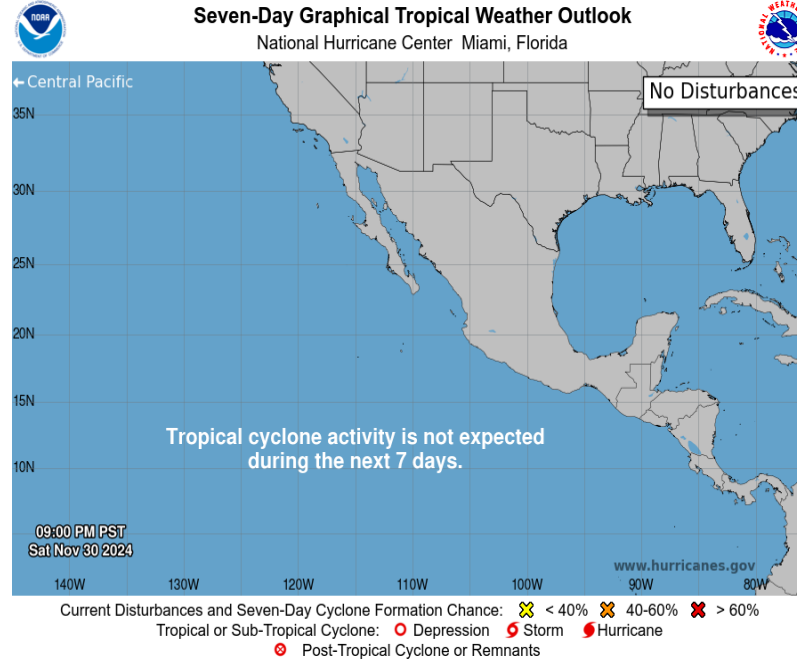 Seven-Day Graphical Tropical Weather Outlook
National Hurricane Center Miami, Florida
NOAA
← Central Pacific
No Disturbances
35N
30N
25N
20N
15N
10N
Tropical cyclone activity is not expected
during the next 7 days.
09:00 PM PST
Sat Nov 30 2024
www.hurricanes.gov
140W 130W 120W 110W 100W 90W 80W
Current Disturbances and Seven-Day Cyclone Formation Chance: < 40% 40-60% > 60%
Tropical or Sub-Tropical Cyclone: Depression Storm Hurricane
Post-Tropical Cyclone or Remnants